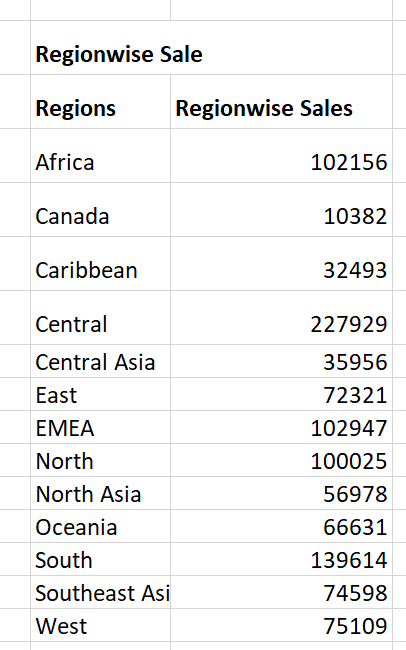 Regionwise Sale
Regions Regionwise Sales
Africa 102156
Canada 10382
Caribbean 32493
Central 227929
Central Asia 35956
East 72321
EMEA 102947
North 100025
North Asia 56978
Oceania 66631
South 139614
Southeast Asi 74598
West 75109